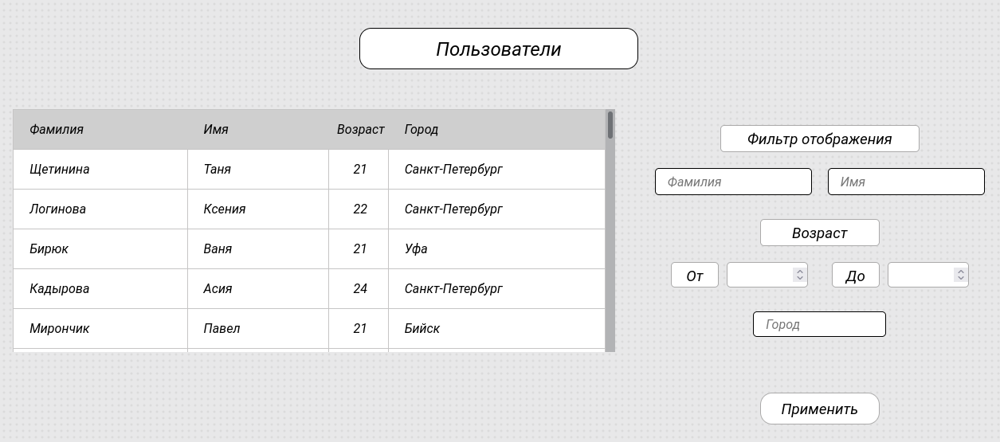 Пользователи
Фамилия Имя Возраст Город
Щетинина Таня 21 Санкт-Петербург
Логинова Ксения 22 Санкт-Петербург
Бирюк Ваня 21 Уфа
Кадырова Асия 24 Санкт-Петербург
Мирончик Павел 21 Бийск
Фильтр отображения
Фамилия Имя
Возраст
От До
Город
Применить